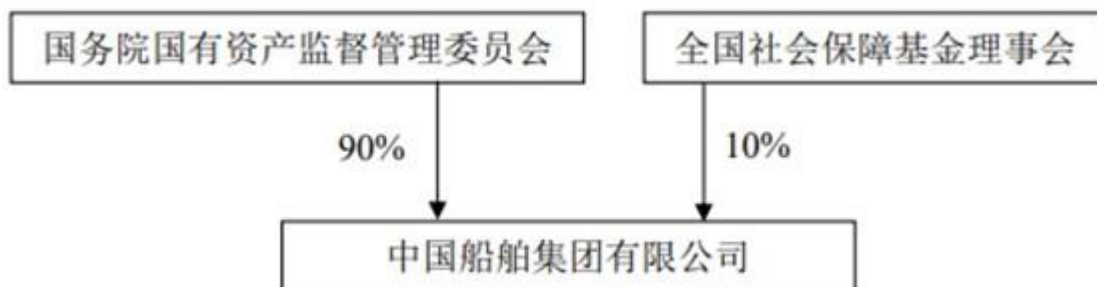 国务院国有资产监督管理委员会
全国社会保障基金理事会
90%
10%
中国船舶集团有限公司